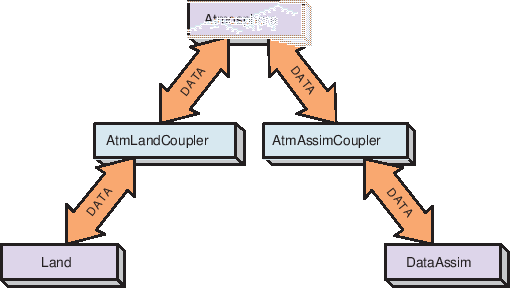 DATA
DATA
AtmLandCoupler
AtmAssimCoupler
DATA
DATA
Land
DataAssim